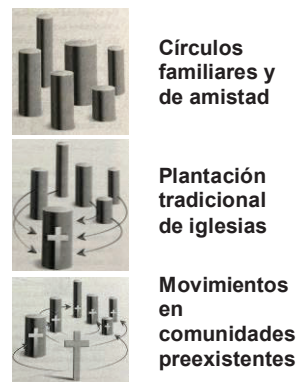 Círculos
familiares y
de amistad
Plantación
tradicional
de iglesias
Movimientos
en
comunidades
preexistentes